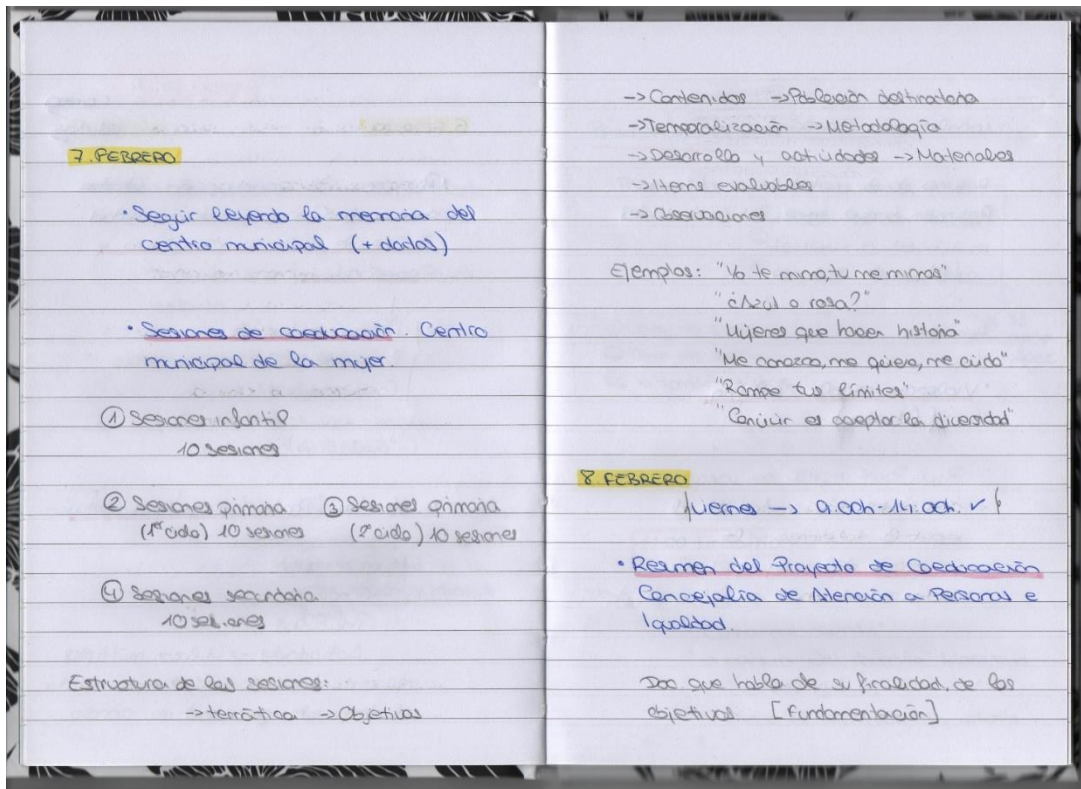 7. FEBRERO
· Seguir leyendo la memoria del
centro municipal (+ dados)
· Sesiones de coeducación. Centro
municipal de la mujer.
① Sesiones infantil
10 sesiones
② Sesiones primaria
(1er ciclo) 10 sesiones
③ Sesiones primaria
(2º ciclo) 10 sesiones
④ Sesiones secundaria.
10 sesiones
Estructura de las sesiones:
→ temática → Objetivos
→ Contenidos → Población destinataria
→ Temporalización → Metodología
→ Desarrollo y actividades → Materiales
→ Items evaluables
→ Observaciones
Ejemplos: "Yo te mimo, tu me mimas"
"¿Azul o rosa?"
"Mujeres que hacen historia"
"Me conozco, me quiero, me cuido"
"Rompe tus límites"
"Convivir es aceptar la diversidad"
8. FEBRERO
Viernes → 9.00h - 14.00h. ✓
· Resumen del Proyecto de Coeducación
Concejalía de Atención a Personas e
Igualdad.
Doc que habla de su finalidad, de los
objetivos [Fundamentación]